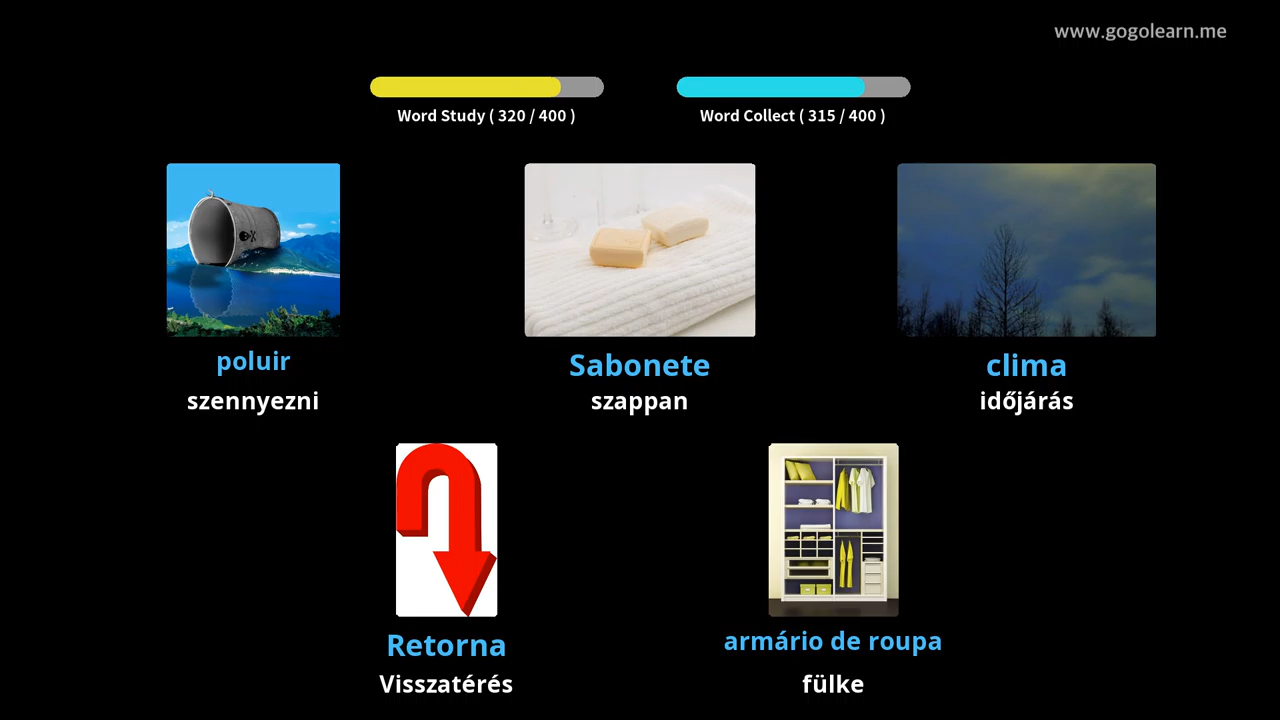 www.gogolearn.me
Word Study ( 320 / 400 )
Word Collect ( 315 / 400 )
poluir
szennyezni
Sabonete
szappan
clima
időjárás
Retorna
Visszatérés
armário de roupa
fülke